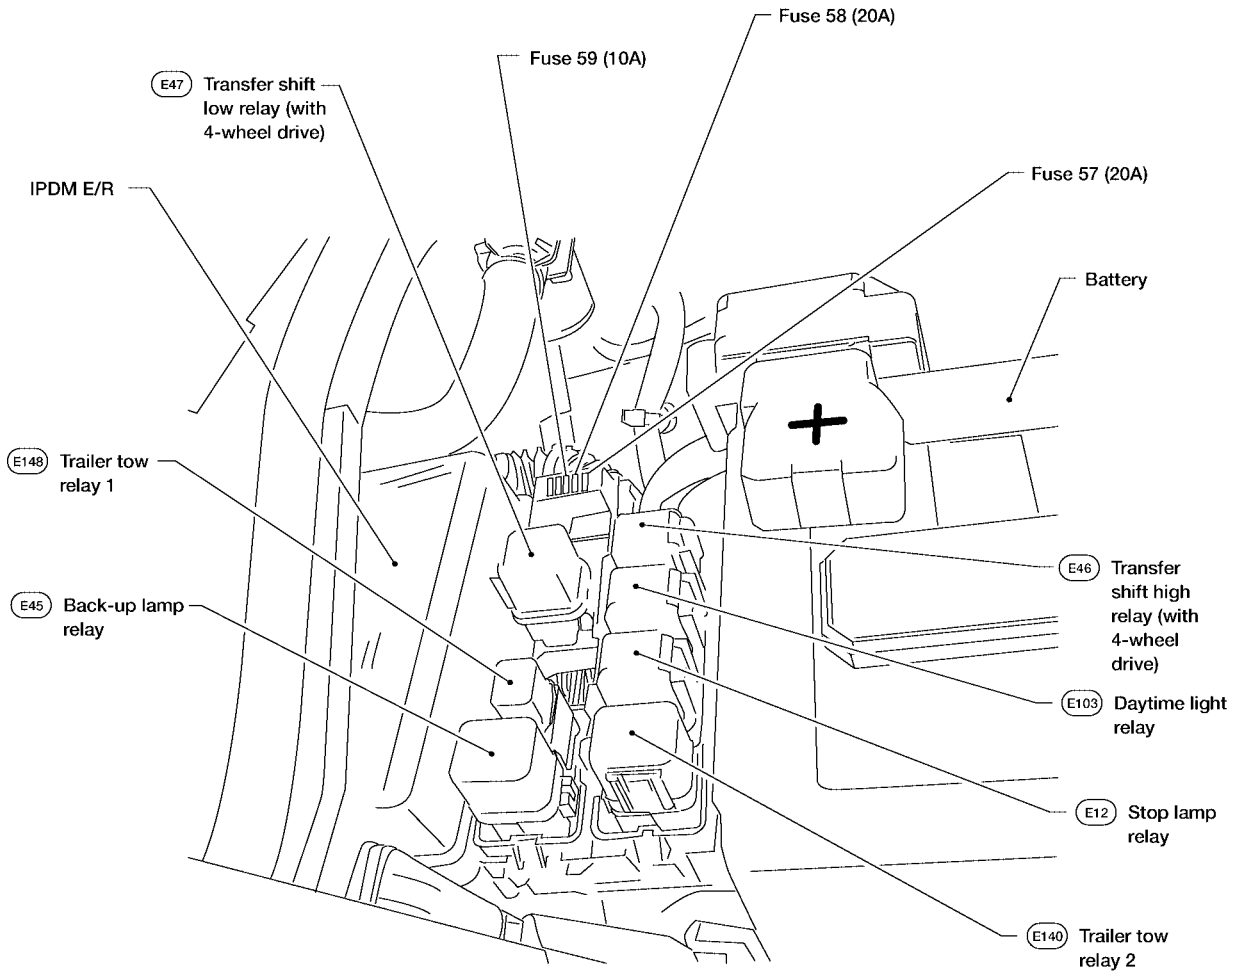 Fuse 58 (20A)
Fuse 59 (10A)
E47 Transfer shift
low relay (with
4-wheel drive)
Fuse 57 (20A)
IPDM E/R
Battery
E148 Trailer tow
relay 1
E46 Transfer
shift high
relay (with
4-wheel
drive)
E45 Back-up lamp
relay
E103 Daytime light
relay
E12 Stop lamp
relay
E140 Trailer tow
relay 2